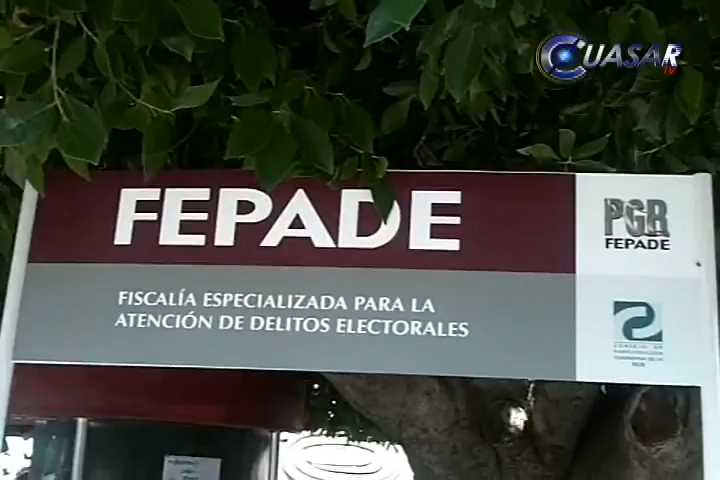 CUASAR
TV
FEPADE
PGR
FEPADE
FISCALÍA ESPECIALIZADA PARA LA
ATENCIÓN DE DELITOS ELECTORALES